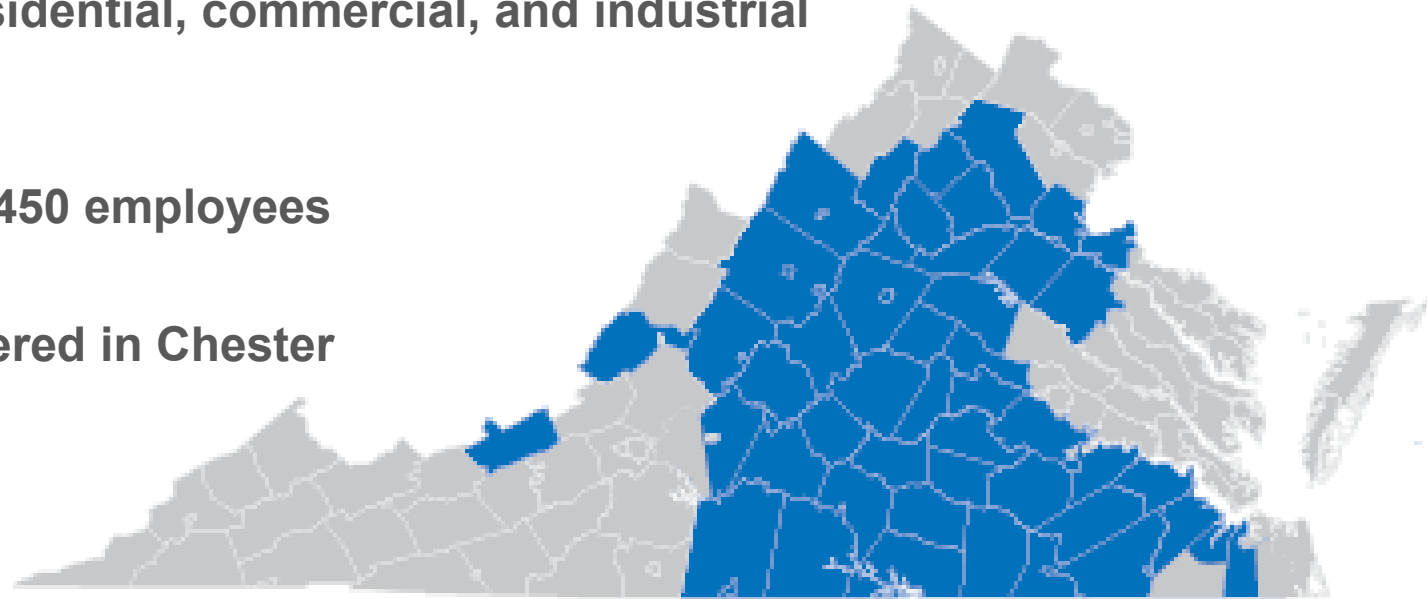 sidential, commercial, and industrial
450 employees
ered in Chester